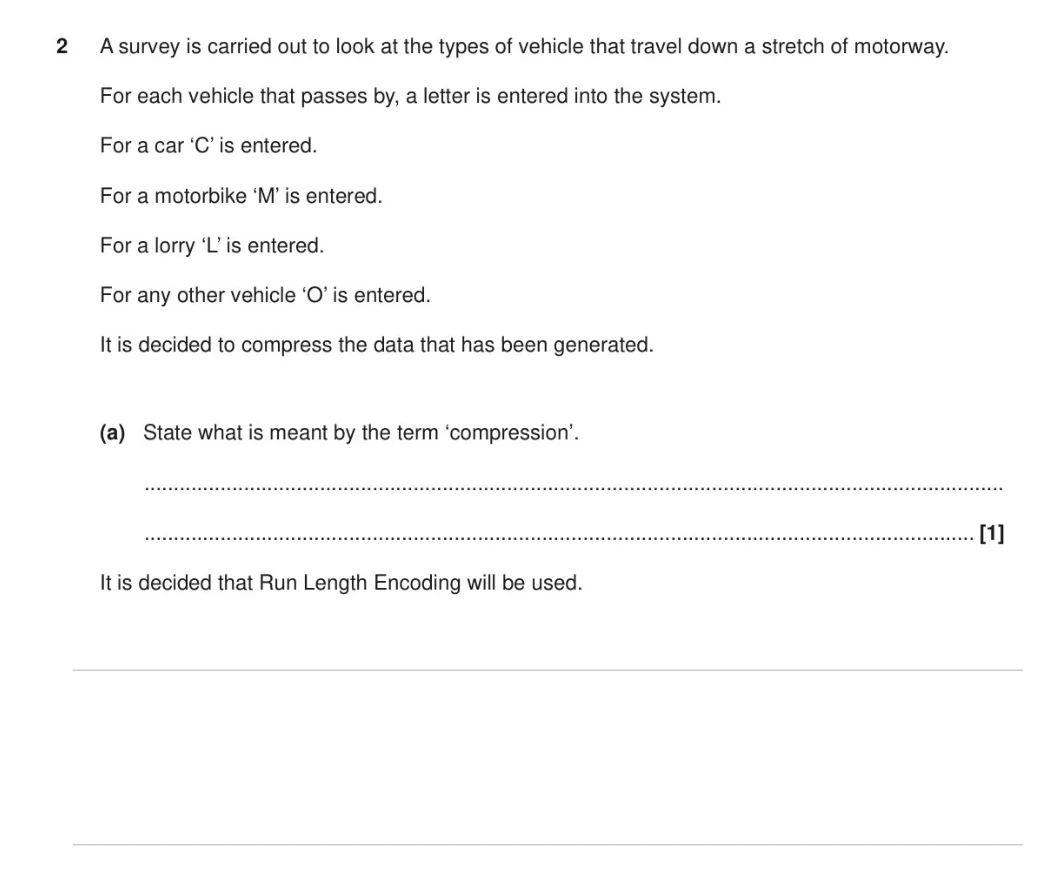 2 A survey is carried out to look at the types of vehicle that travel down a stretch of motorway.
For each vehicle that passes by, a letter is entered into the system.
For a car ‘C’ is entered.
For a motorbike ‘M’ is entered.
For a lorry ‘L’ is entered.
For any other vehicle ‘O’ is entered.
It is decided to compress the data that has been generated.
(a) State what is meant by the term ‘compression’.
[1]
It is decided that Run Length Encoding will be used.